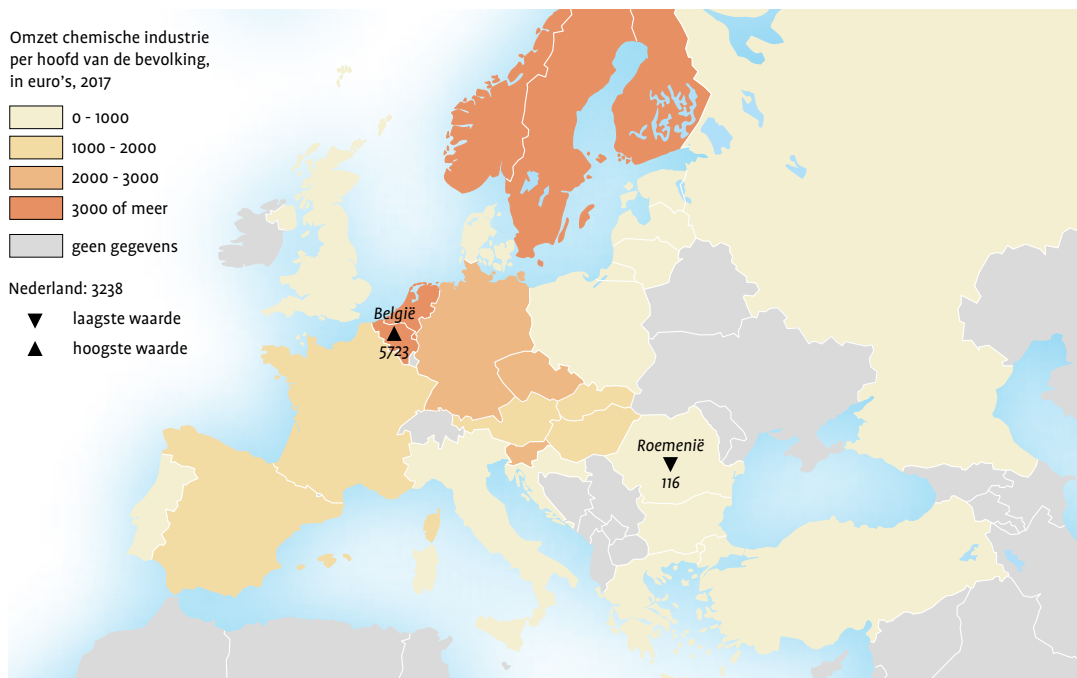 Omzet chemische industrie
per hoofd van de bevolking,
in euro's, 2017
0 - 1000
1000 - 2000
2000 - 3000
3000 of meer
geen gegevens
Nederland: 3238
laagste waarde
hoogste waarde
België
5723
Roemenië
116